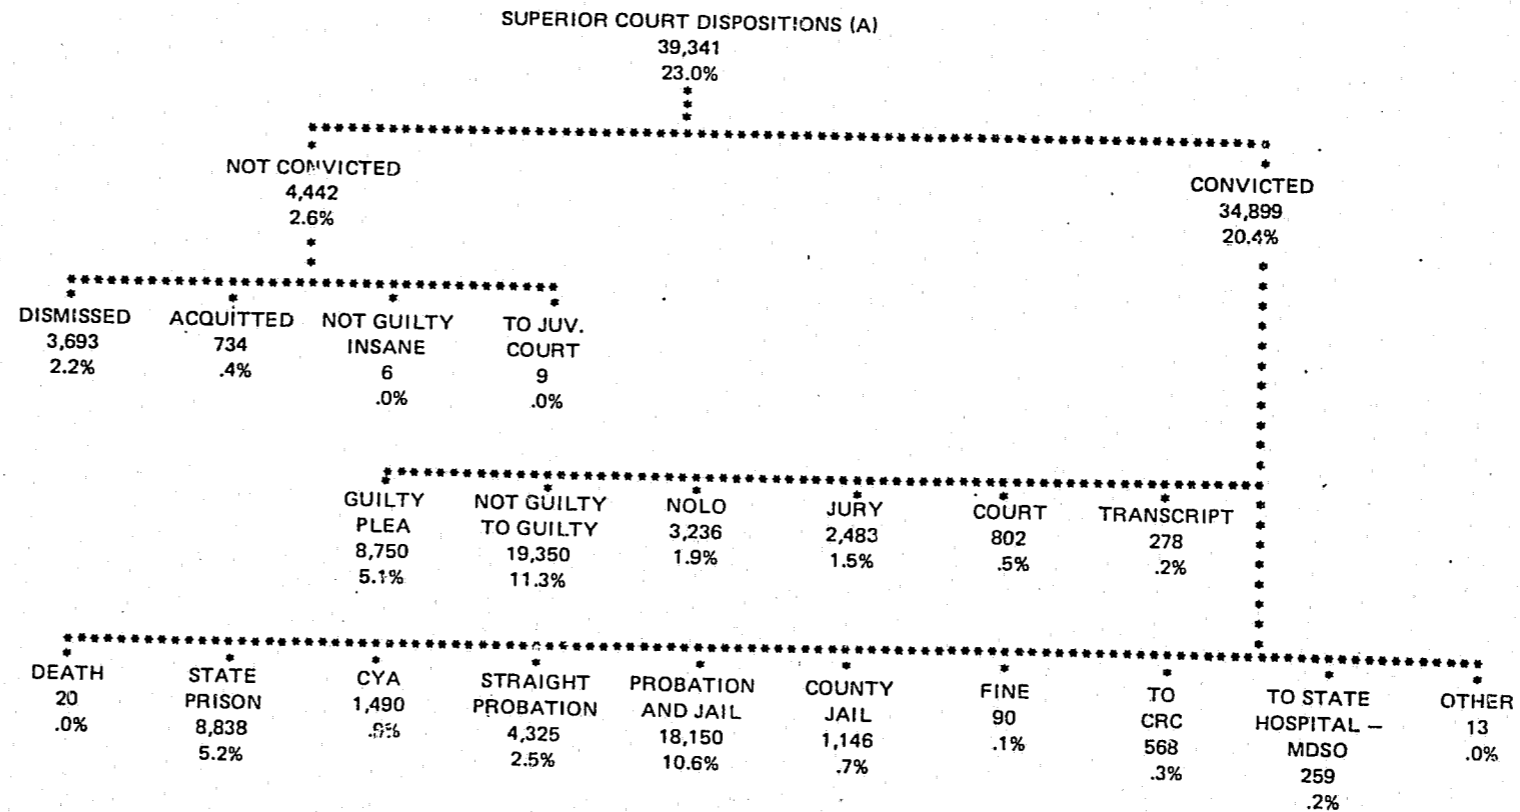 SUPERIOR COURT DISPOSITIONS (A)
39,341
23.0%
NOT CONVICTED
4,442
2.6%
CONVICTED
34,899
20.4%
DISMISSED
3,693
2.2%
ACQUITTED
734
.4%
NOT GUILTY
INSANE
6
.0%
TO JUV.
COURT
9
.0%
GUILTY
PLEA
8,750
5.1%
NOT GUILTY
TO GUILTY
19,350
11.3%
NOLO
3,236
1.9%
JURY
2,483
1.5%
COURT
802
.5%
TRANSCRIPT
278
.2%
DEATH
20
.0%
STATE
PRISON
8,838
5.2%
CYA
1,490
.9%
STRAIGHT
PROBATION
4,325
2.5%
PROBATION
AND JAIL
18,150
10.6%
COUNTY
JAIL
1,146
.7%
FINE
90
.1%
TO
CRC
568
.3%
TO STATE
HOSPITAL —
MDSO
259
.2%
OTHER
13
.0%